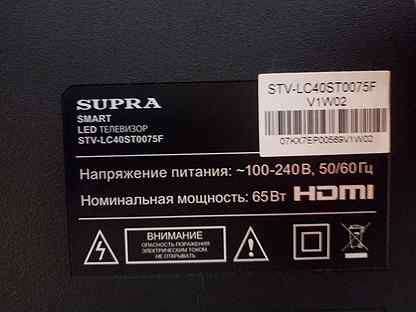 SUPRA
SMART
LED ТЕЛЕВИЗОР
STV-LC40ST0075F
STV-LC40ST0075F
V1W02
07KX7EP00569V1W02
Напряжение питания: ~100-240В, 50/60Гц
Номинальная мощность: 65Вт HDMI
ВНИМАНИЕ
ОПАСНОСТЬ ПОРАЖЕНИЯ
ЭЛЕКТРИЧЕСКИМ ТОКОМ
НЕ ОТКРЫВАТЬ